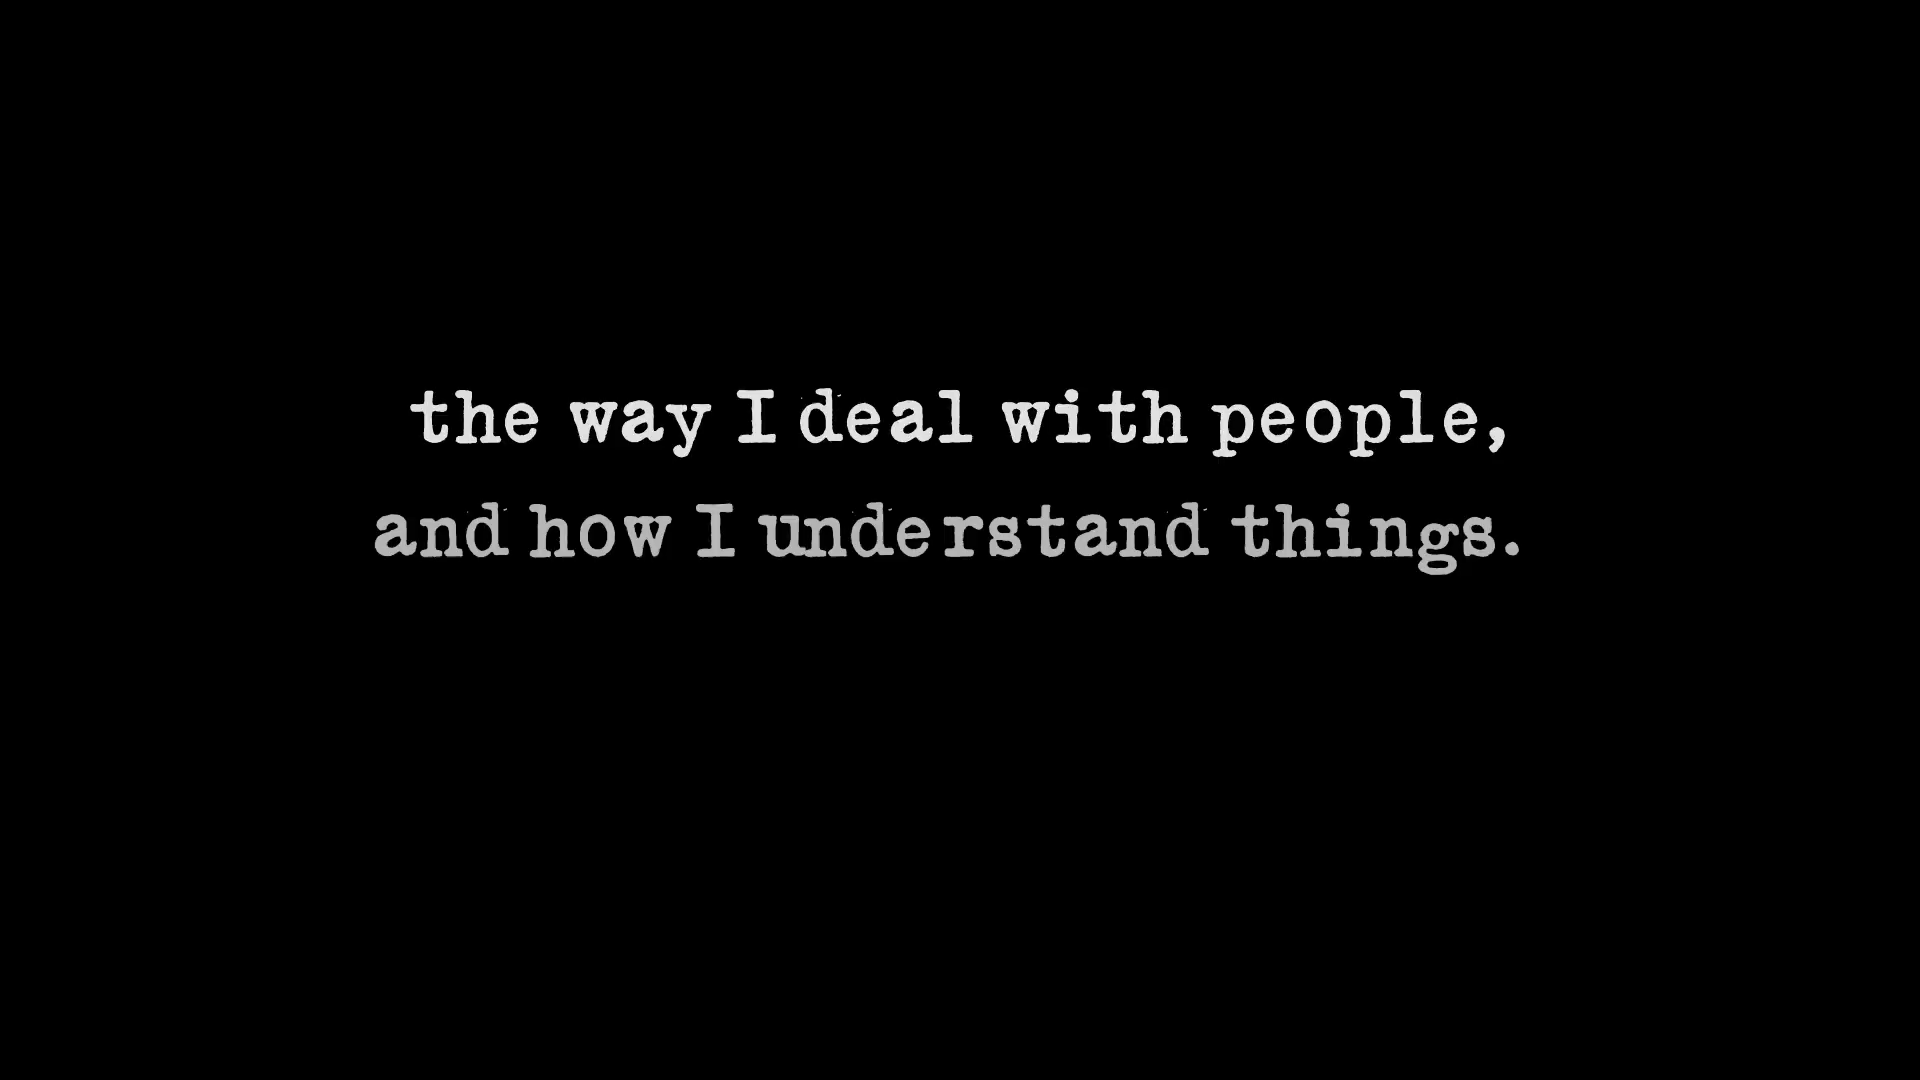 the way I deal with people,
and how I understand things.